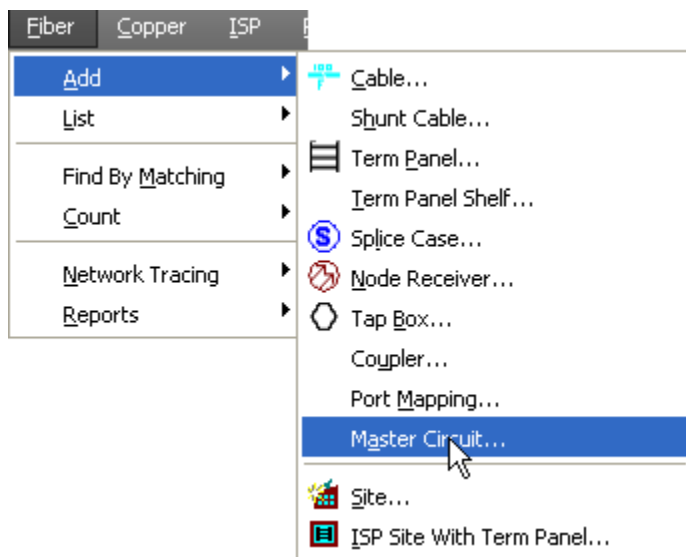 Fiber Copper ISP
Add
List
Find By Matching
Count
Network Tracing
Reports
Cable...
Shunt Cable...
Term Panel...
Term Panel Shelf...
Splice Case...
Node Receiver...
Tap Box...
Coupler...
Port Mapping...
Master Circuit...
Site...
ISP Site With Term Panel...